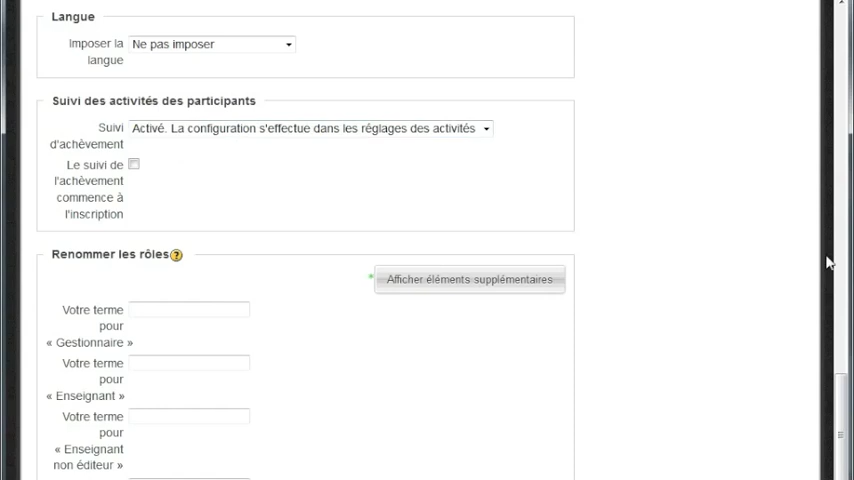 Langue
Imposer la
langue
Ne pas imposer
Suivi des activités des participants
Suivi
d'achèvement
Activé. La configuration s'effectue dans les réglages des activités
Le suivi de
l'achèvement
commence à
l'inscription
Renommer les rôles
Afficher éléments supplémentaires
Votre terme
pour
« Gestionnaire »
Votre terme
pour
« Enseignant »
Votre terme
pour
« Enseignant
non éditeur »